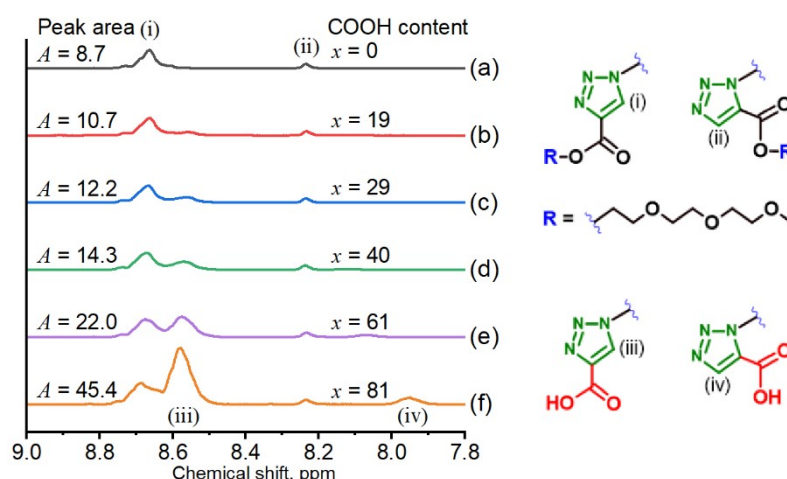 Peak area (i) (ii) COOH content
A = 8.7 x = 0 (a)
A = 10.7 x = 19 (b)
A = 12.2 x = 29 (c)
A = 14.3 x = 40 (d)
A = 22.0 x = 61 (e)
A = 45.4 x = 81 (f)
(iii) (iv)
9.0 8.8 8.6 8.4 8.2 8.0 7.8
Chemical shift, ppm
N N N (i)
R O O
N N N (ii)
O O R
R = O O O
N N N (iii)
HO O
N N N (iv)
O OH